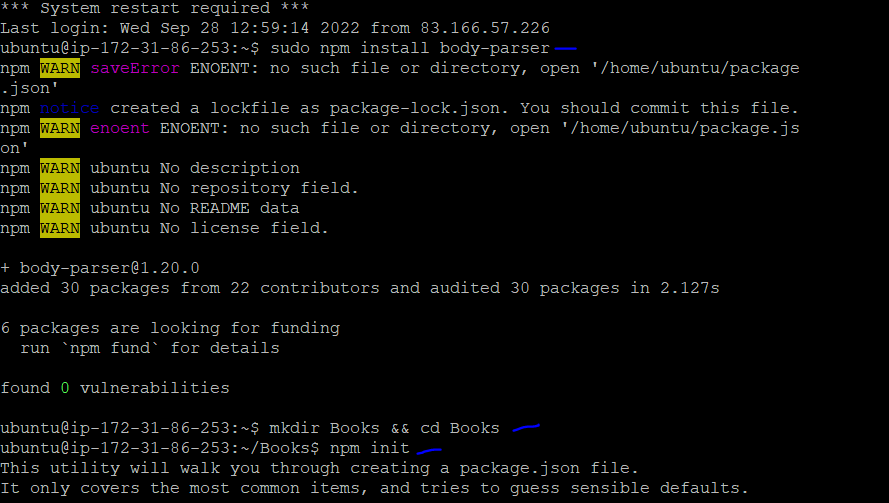 *** System restart required ***
Last login: Wed Sep 28 12:59:14 2022 from 83.166.57.226
ubuntu@ip-172-31-86-253:~$ sudo npm install body-parser
npm WARN saveError ENOENT: no such file or directory, open '/home/ubuntu/package
.json'
npm notice created a lockfile as package-lock.json. You should commit this file.
npm WARN enoent ENOENT: no such file or directory, open '/home/ubuntu/package.js
on'
npm WARN ubuntu No description
npm WARN ubuntu No repository field.
npm WARN ubuntu No README data
npm WARN ubuntu No license field.
+ body-parser@1.20.0
added 30 packages from 22 contributors and audited 30 packages in 2.127s
6 packages are looking for funding
  run `npm fund` for details
found 0 vulnerabilities
ubuntu@ip-172-31-86-253:~$ mkdir Books && cd Books
ubuntu@ip-172-31-86-253:~/Books$ npm init
This utility will walk you through creating a package.json file.
It only covers the most common items, and tries to guess sensible defaults.